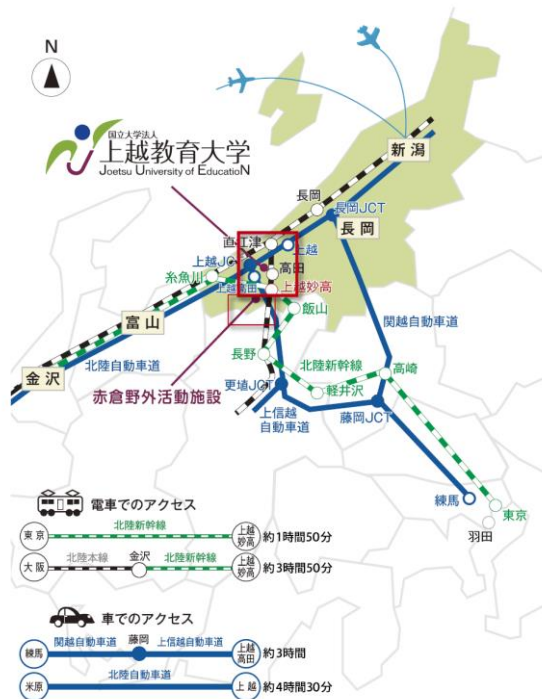 N
国立大学法人
上越教育大学
Joetsu University of EducatioN
新潟
長岡
長岡JCT
長岡
直江津
上越
上越JC
高田
糸魚川
上越高田
上越妙高
富山
飯山
関越自動車道
北陸自動車道
金沢
長野
北陸新幹線
高崎
赤倉野外活動施設
更埴JCT
軽井沢
上信越
自動車道
藤岡JCT
練馬
東京
羽田
電車でのアクセス
東京
北陸新幹線
上越
妙高
約1時間50分
大阪
北陸本線
金沢
北陸新幹線
上越
妙高
約3時間50分
車でのアクセス
練馬
関越自動車道
藤岡
上信越自動車道
上越
高田
約3時間
米原
北陸自動車道
上越
約4時間30分